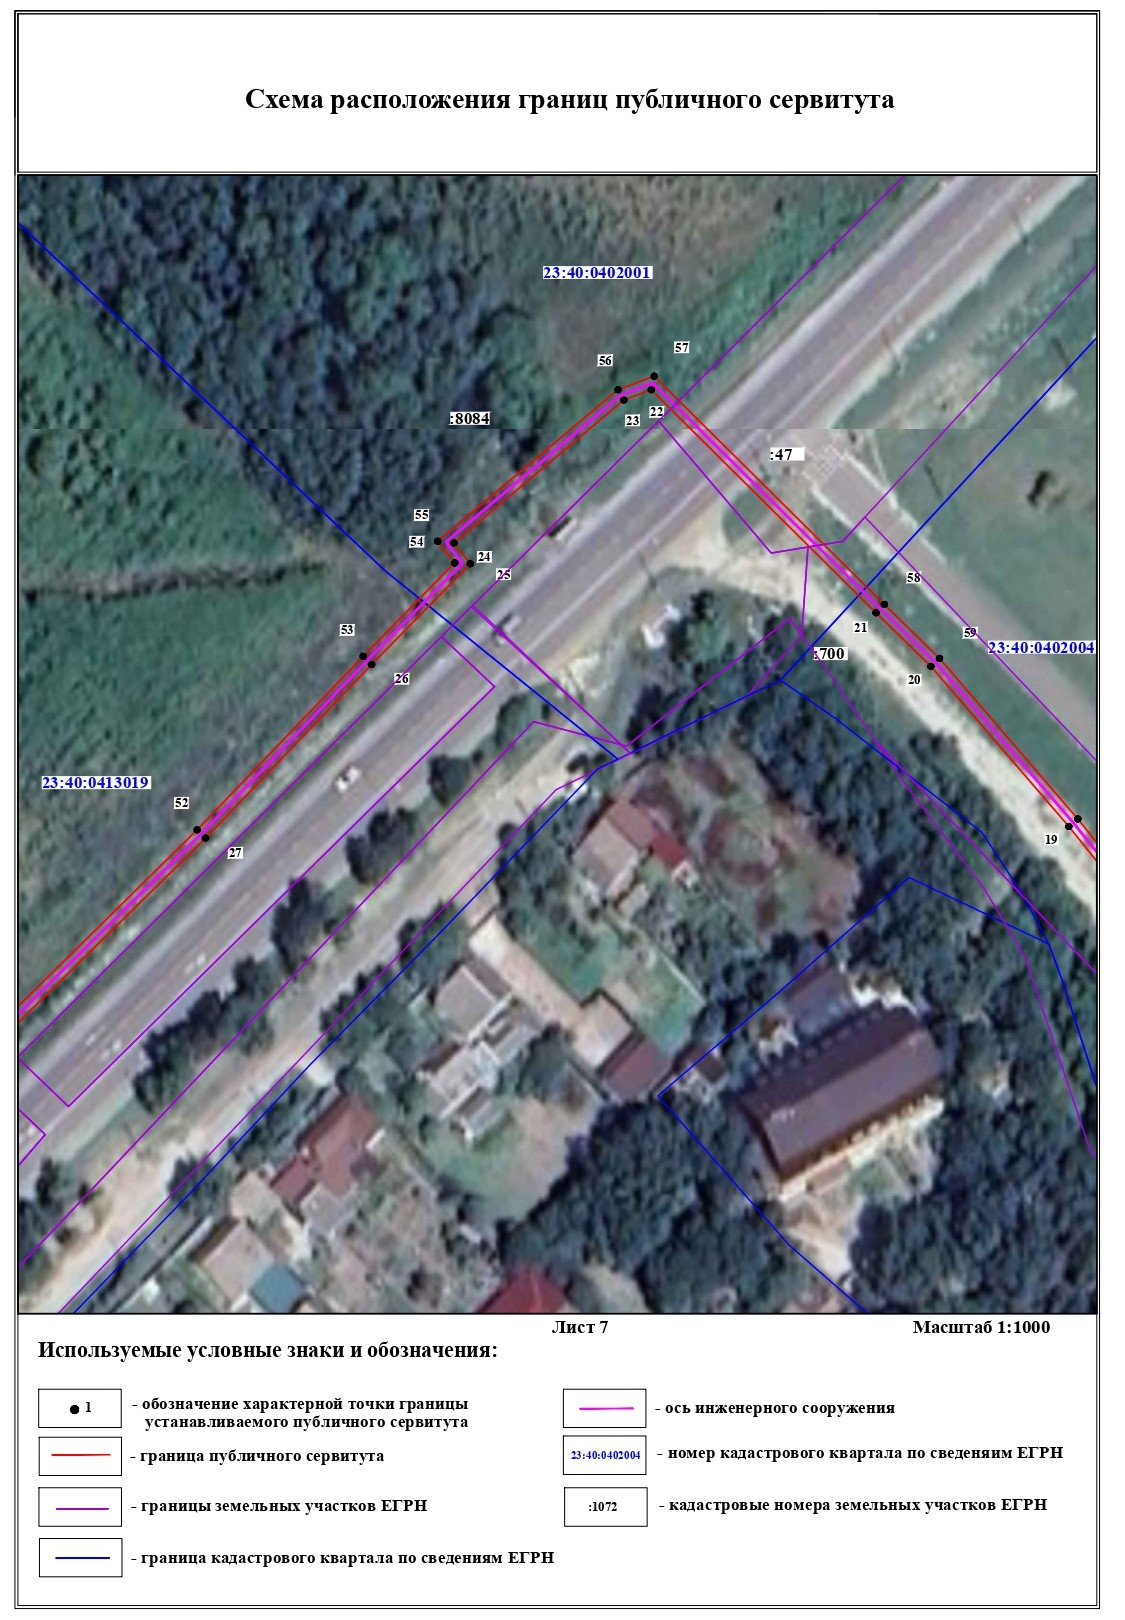 Схема расположения границ публичного сервитута
23:40:0402001
57
56
22
23
:8084
:47
55
54
24
25
58
21
59
53
23:40:0402004
:700
26
20
23:40:0413019
52
27
19
Лист 7
Масштаб 1:1000
Используемые условные знаки и обозначения:
1
- обозначение характерной точки границы
устанавливаемого публичного сервитута
- граница публичного сервитута
- границы земельных участков ЕГРН
- граница кадастрового квартала по сведениям ЕГРН
- ось инженерного сооружения
23:40:0402004
- номер кадастрового квартала по сведеняим ЕГРН
:1072
- кадастровые номера земельных участков ЕГРН